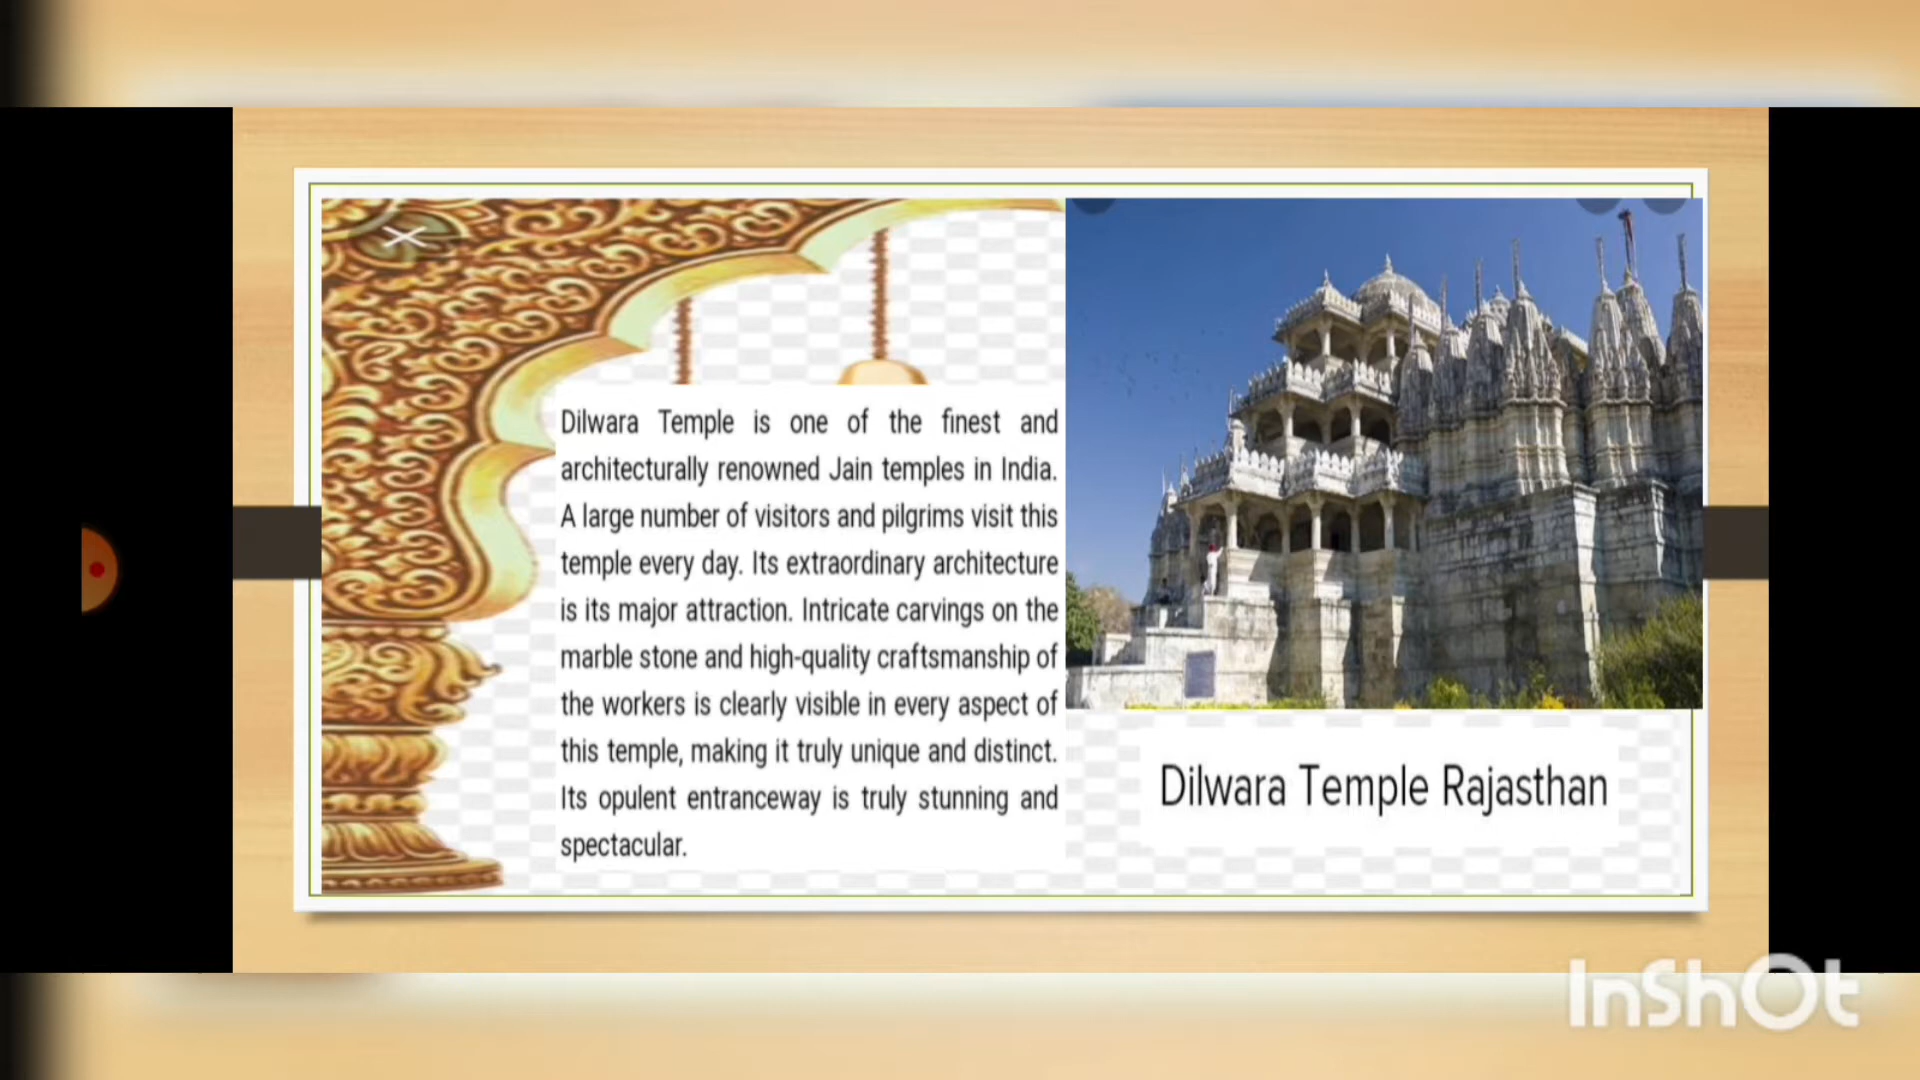 Dilwara Temple is one of the finest and
architecturally renowned Jain temples in India.
A large number of visitors and pilgrims visit this
temple every day. Its extraordinary architecture
is its major attraction. Intricate carvings on the
marble stone and high-quality craftsmanship of
the workers is clearly visible in every aspect of
this temple, making it truly unique and distinct.
Its opulent entranceway is truly stunning and
spectacular.
Dilwara Temple Rajasthan
InShOt